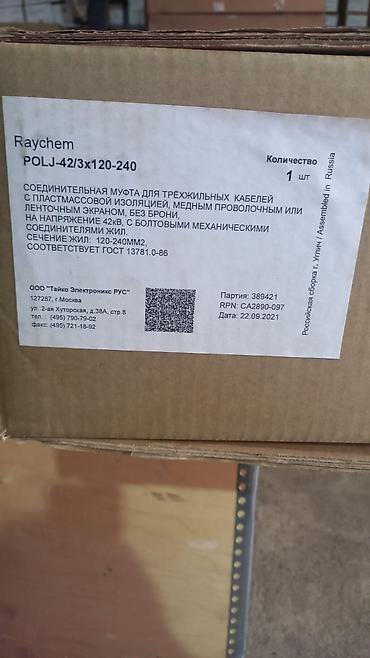 Raychem
POLJ-42/3x120-240
Количество
1 шт
СОЕДИНИТЕЛЬНАЯ МУФТА ДЛЯ ТРЁХЖИЛЬНЫХ КАБЕЛЕЙ
С ПЛАСТМАССОВОЙ ИЗОЛЯЦИЕЙ, МЕДНЫМ ПРОВОЛОЧНЫМ ИЛИ
ЛЕНТОЧНЫМ ЭКРАНОМ, БЕЗ БРОНИ,
НА НАПРЯЖЕНИЕ 42кВ, С БОЛТОВЫМИ МЕХАНИЧЕСКИМИ
СОЕДИНИТЕЛЯМИ ЖИЛ.
СЕЧЕНИЕ ЖИЛ: 120-240ММ2,
СООТВЕТСТВУЕТ ГОСТ 13781.0-86
ООО "Тайко Электроникс РУС"
127287, г.Москва
ул. 2-ая Хуторская, д.38А, стр.8
тел. : (495) 790-79-02
факс: (495) 721-18-92
Партия: 389421
RPN: CA2890-097
Дата: 22.09.2021
Российская сборка г. Углич / Assembled in Russia